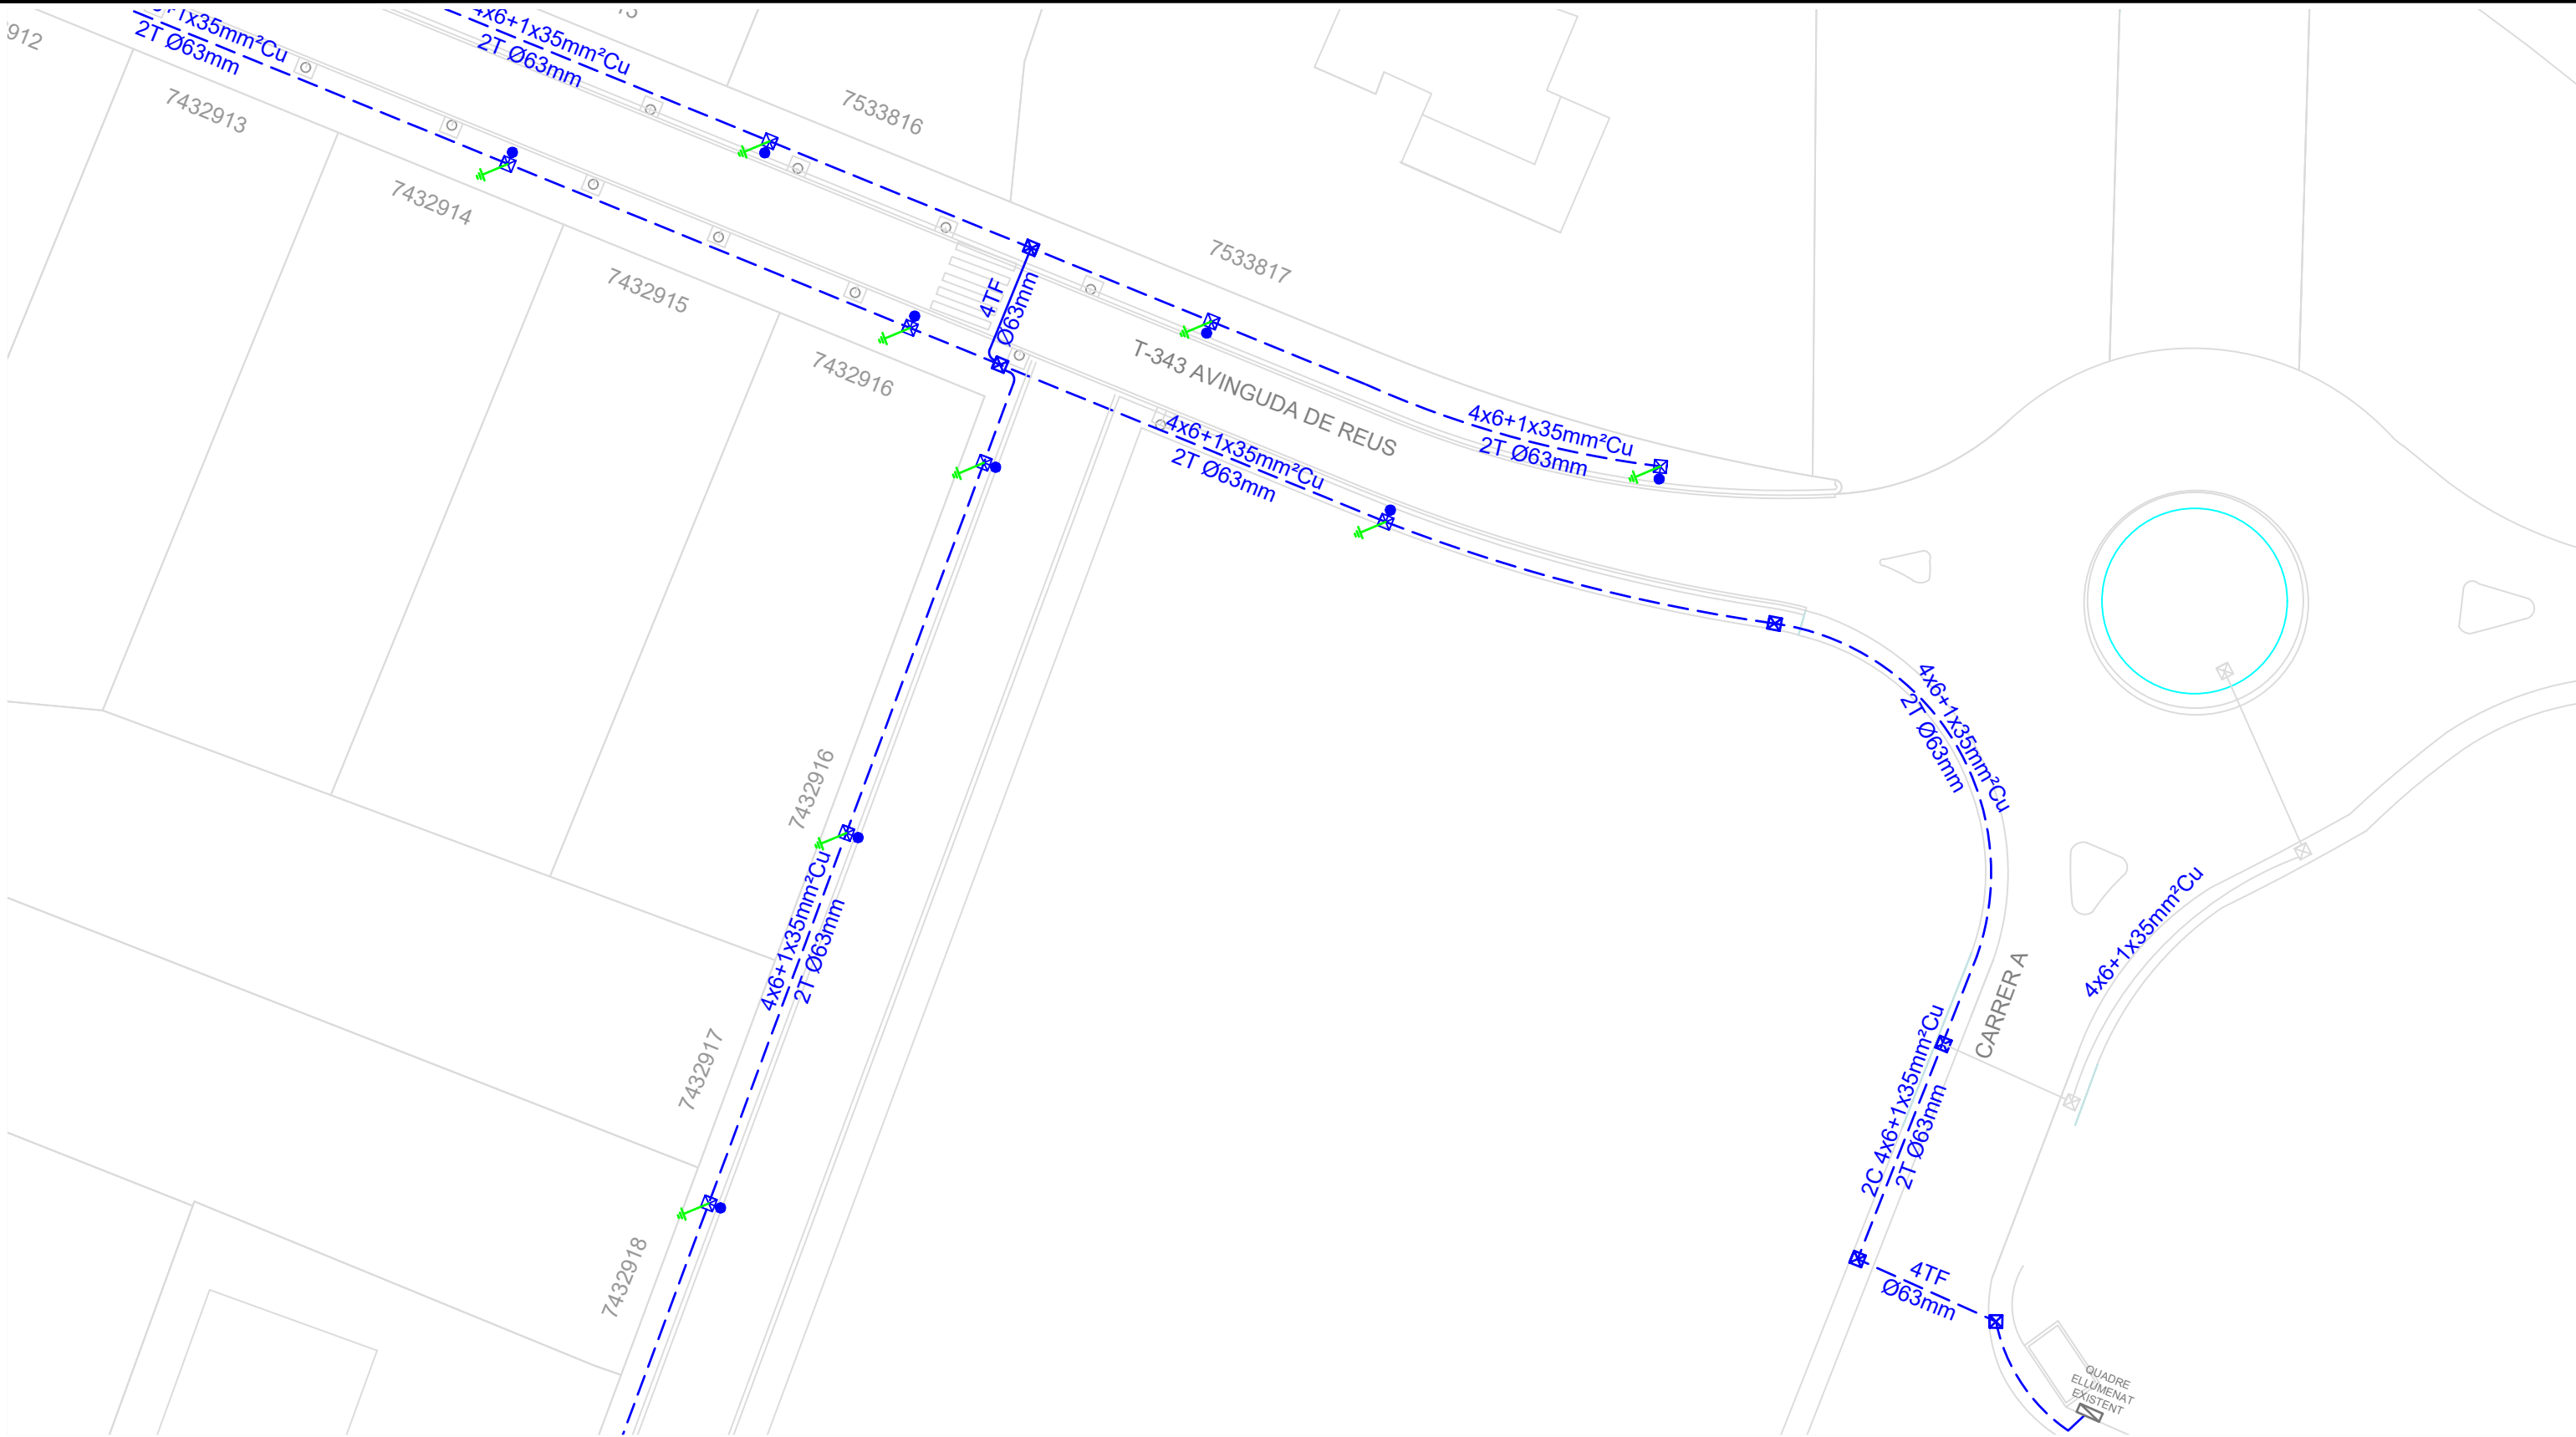 912
2T Ø63mm
4x6+1x35mm²Cu
2T Ø63mm
7432913
7533816
7432914
7533817
7432915
4TF
Ø63mm
7432916
T-343 AVINGUDA DE REUS
4x6+1x35mm²Cu
2T Ø63mm
4x6+1x35mm²Cu
2T Ø63mm
4x6+1x35mm²Cu
2T Ø63mm
7432916
4x6+1x35mm²Cu
2T Ø63mm
4x6+1x35mm²Cu
CARRER A
2C 4x6+1x35mm²Cu
2T Ø63mm
7432917
7432918
4TF
Ø63mm
QUADRE
ELLUMENAT
EXISTENT